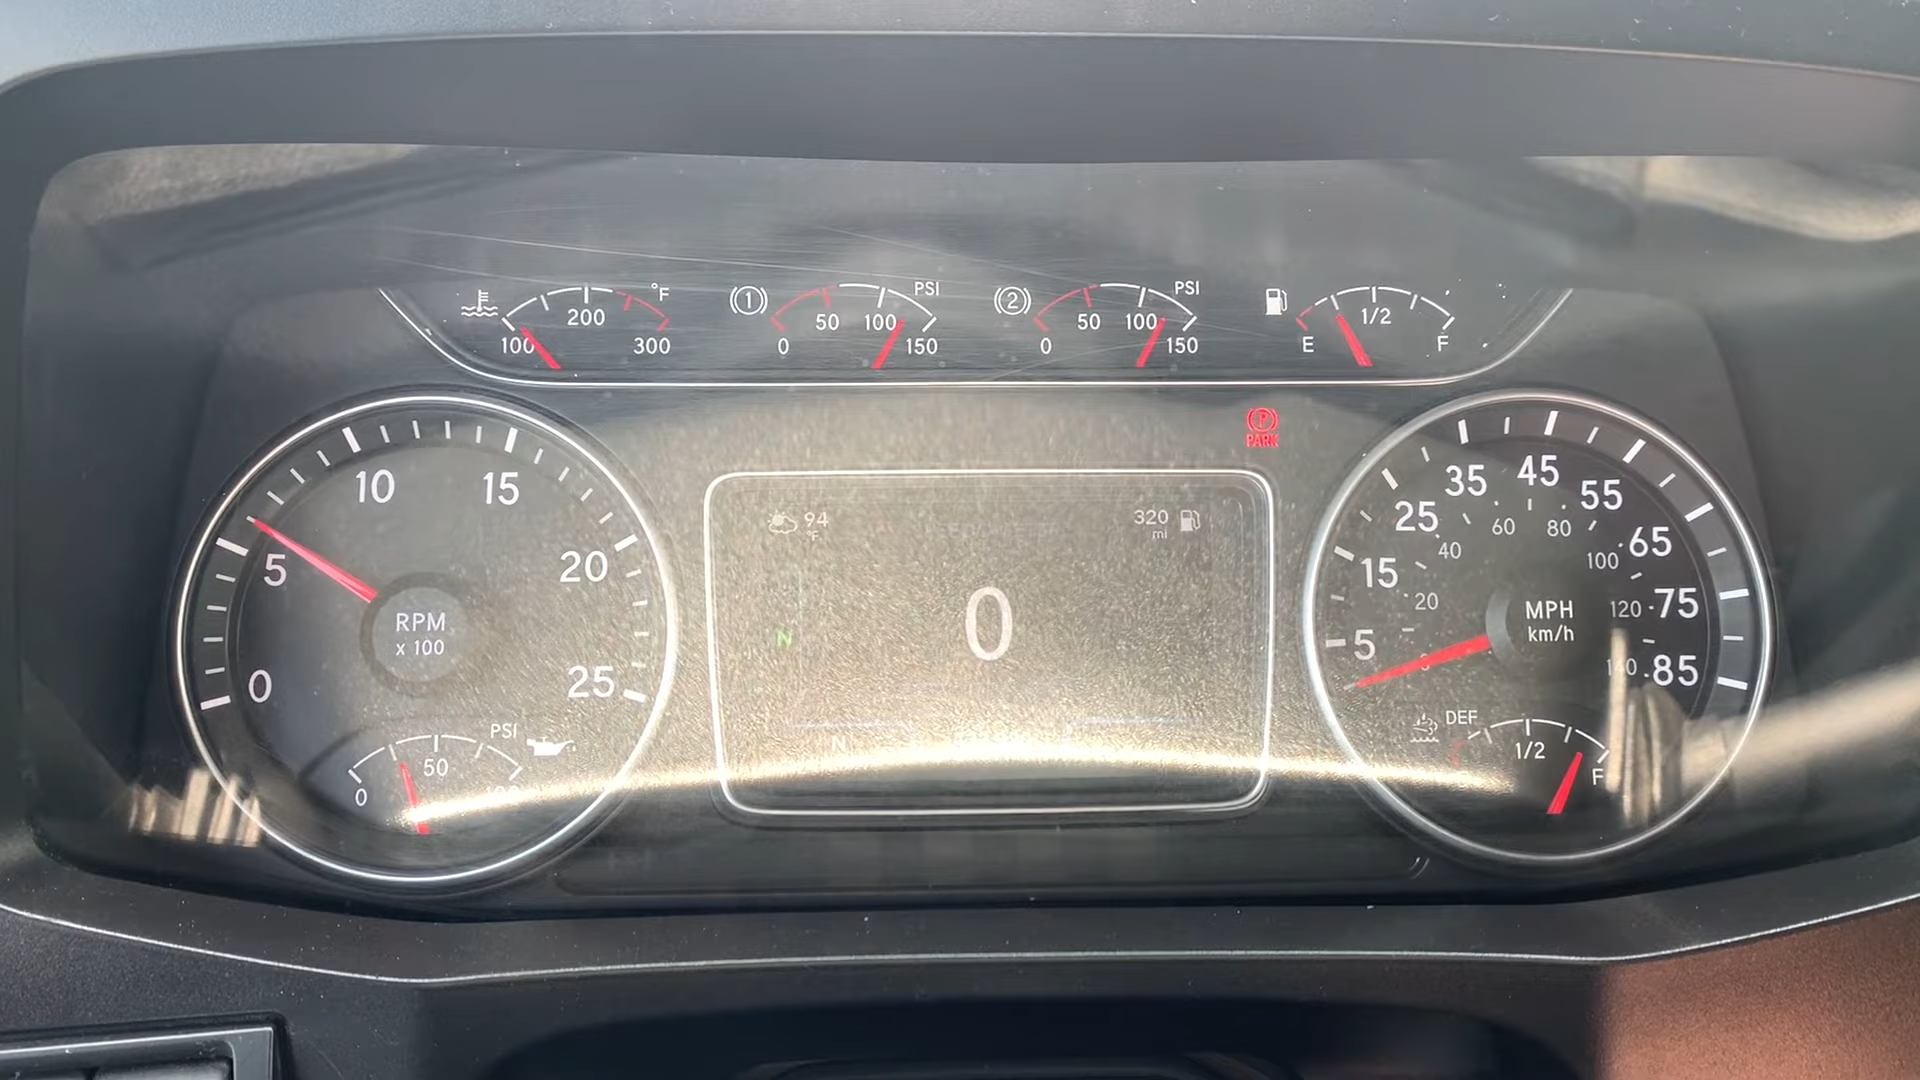 200 °F
100 300
1 PSI
50 100
0 150
2 PSI
50 100
0 150
1/2
E F
P
PARK
0 5 10 15 20 25
RPM
x 100
PSI
0 50
94
°F
320
mi
0
N
N
5 15 25 35 45 55 65 75 85
20 40 60 80 100 120 140
MPH
km/h
DEF
1/2
F